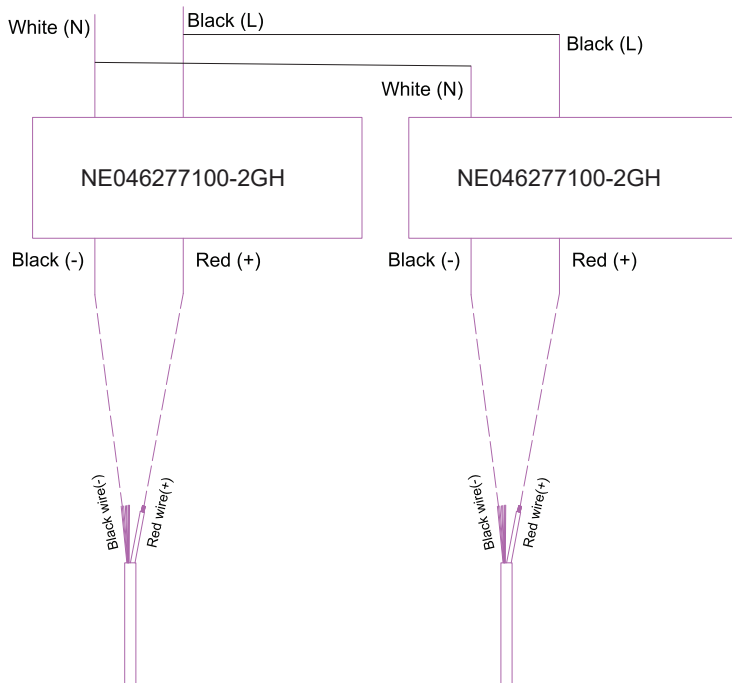 White (N)
Black (L)
Black (L)
White (N)
NE046277100-2GH
NE046277100-2GH
Black (-)
Red (+)
Black (-)
Red (+)
Black wire(-)
Red wire(+)
Black wire(-)
Red wire(+)